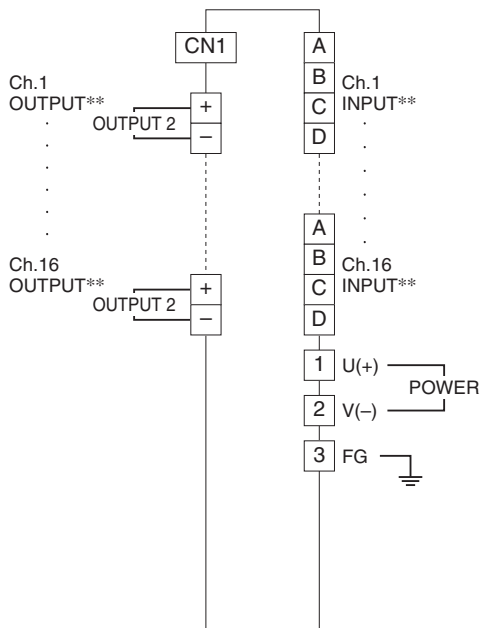 CN1
A
B
C
D
Ch.1
OUTPUT**
OUTPUT 2
+
−
Ch.1
INPUT**
A
B
C
D
Ch.16
OUTPUT**
OUTPUT 2
+
−
Ch.16
INPUT**
1 U(+)
POWER
2 V(−)
3 FG